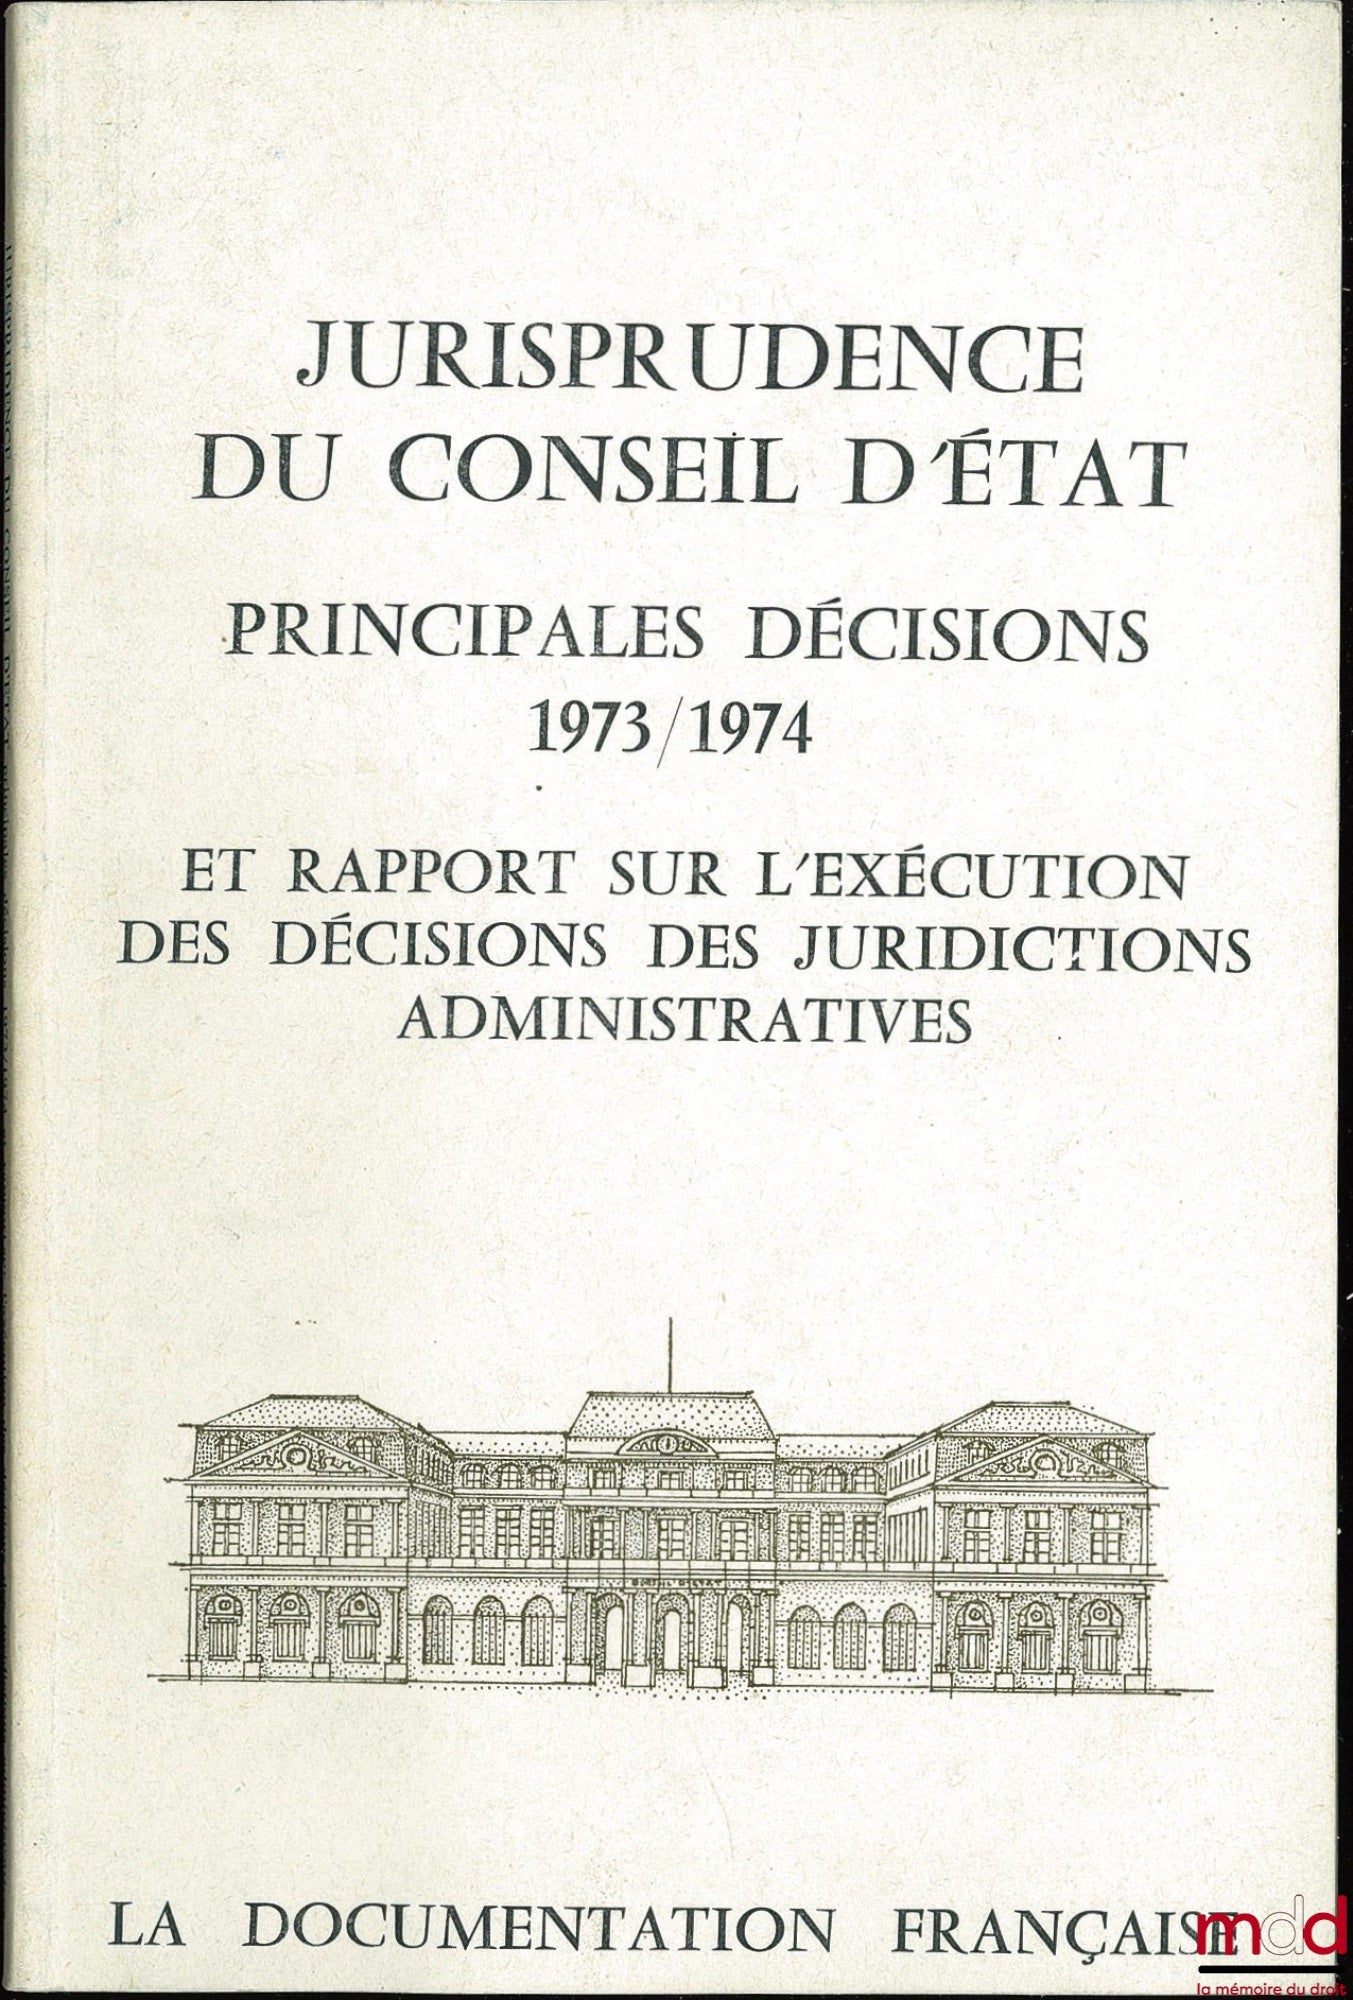 JURISPRUDENCE
DU CONSEIL D'ÉTAT
PRINCIPALES DÉCISIONS
1973/1974
ET RAPPORT SUR L'EXÉCUTION
DES DÉCISIONS DES JURIDICTIONS
ADMINISTRATIVES
LA DOCUMENTATION FRANÇAISE
mdd
la mémoire du droit